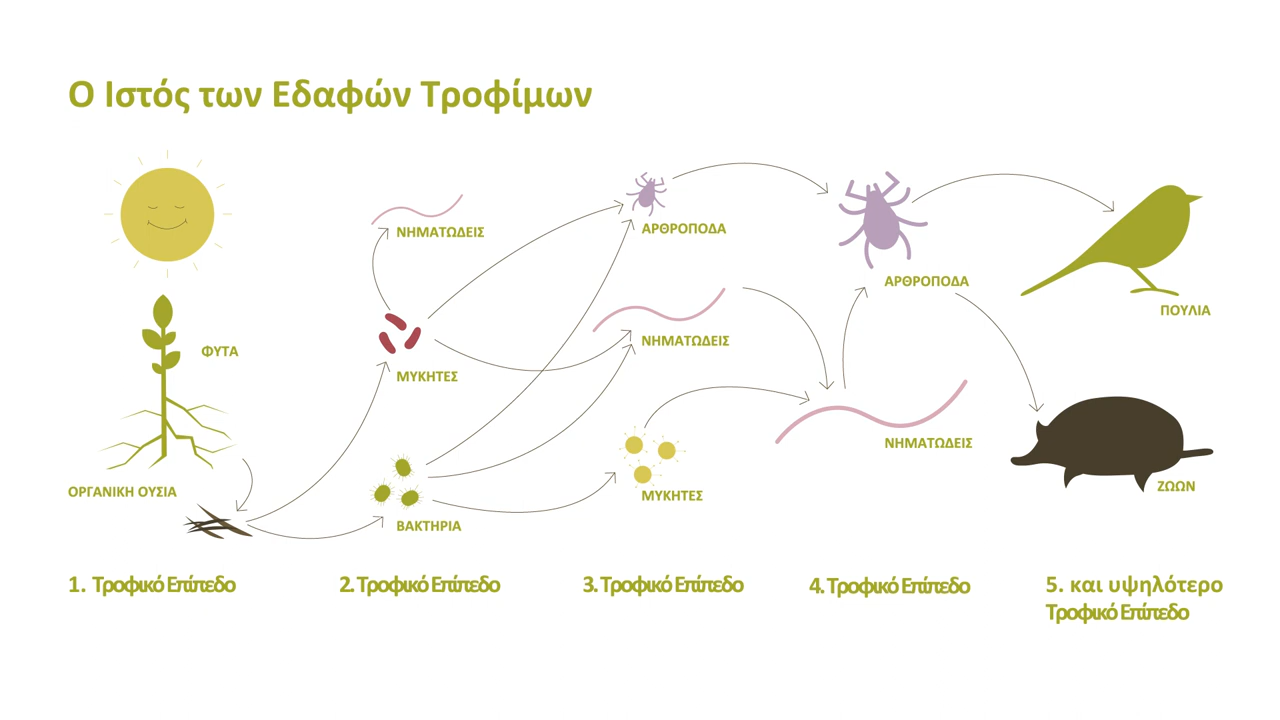 Ο Ιστός των Εδαφών Τροφίμων
ΝΗΜΑΤΩΔΕΙΣ
ΑΡΘΡΟΠΟΔΑ
ΑΡΘΡΟΠΟΔΑ
ΠΟΥΛΙΑ
ΦΥΤΑ
ΝΗΜΑΤΩΔΕΙΣ
ΜΥΚΗΤΕΣ
ΝΗΜΑΤΩΔΕΙΣ
ΟΡΓΑΝΙΚΗ ΟΥΣΙΑ
ΜΥΚΗΤΕΣ
ΖΩΩΝ
ΒΑΚΤΗΡΙΑ
1. Τροφικό Επίπεδο
2. Τροφικό Επίπεδο
3. Τροφικό Επίπεδο
4. Τροφικό Επίπεδο
5. και υψηλότερο
Τροφικό Επίπεδο